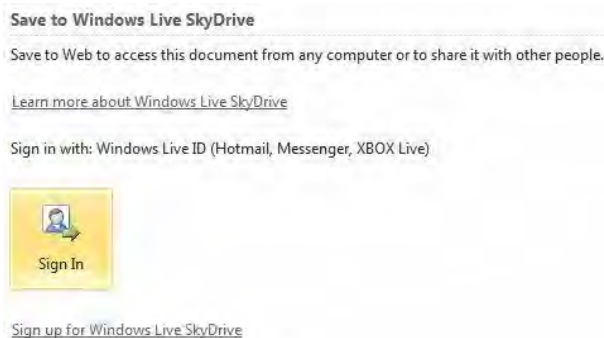 Save to Windows Live SkyDrive
Save to Web to access this document from any computer or to share it with other people.
Learn more about Windows Live SkyDrive
Sign in with: Windows Live ID (Hotmail, Messenger, XBOX Live)
Sign In
Sign up for Windows Live SkyDrive